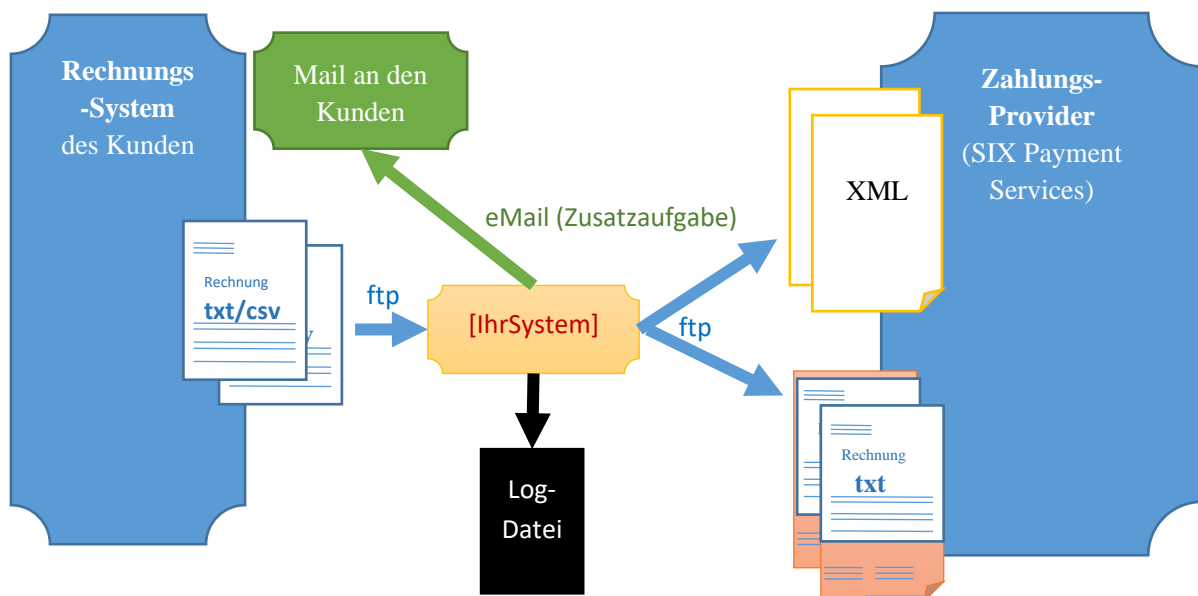 Rechnungs
-System
des Kunden
Mail an den
Kunden
Zahlungs-
Provider
(SIX Payment
Services)
XML
eMail (Zusatzaufgabe)
Rechnung
txt/csv
ftp
[IhrSystem]
ftp
Rechnung
txt
Log-
Datei